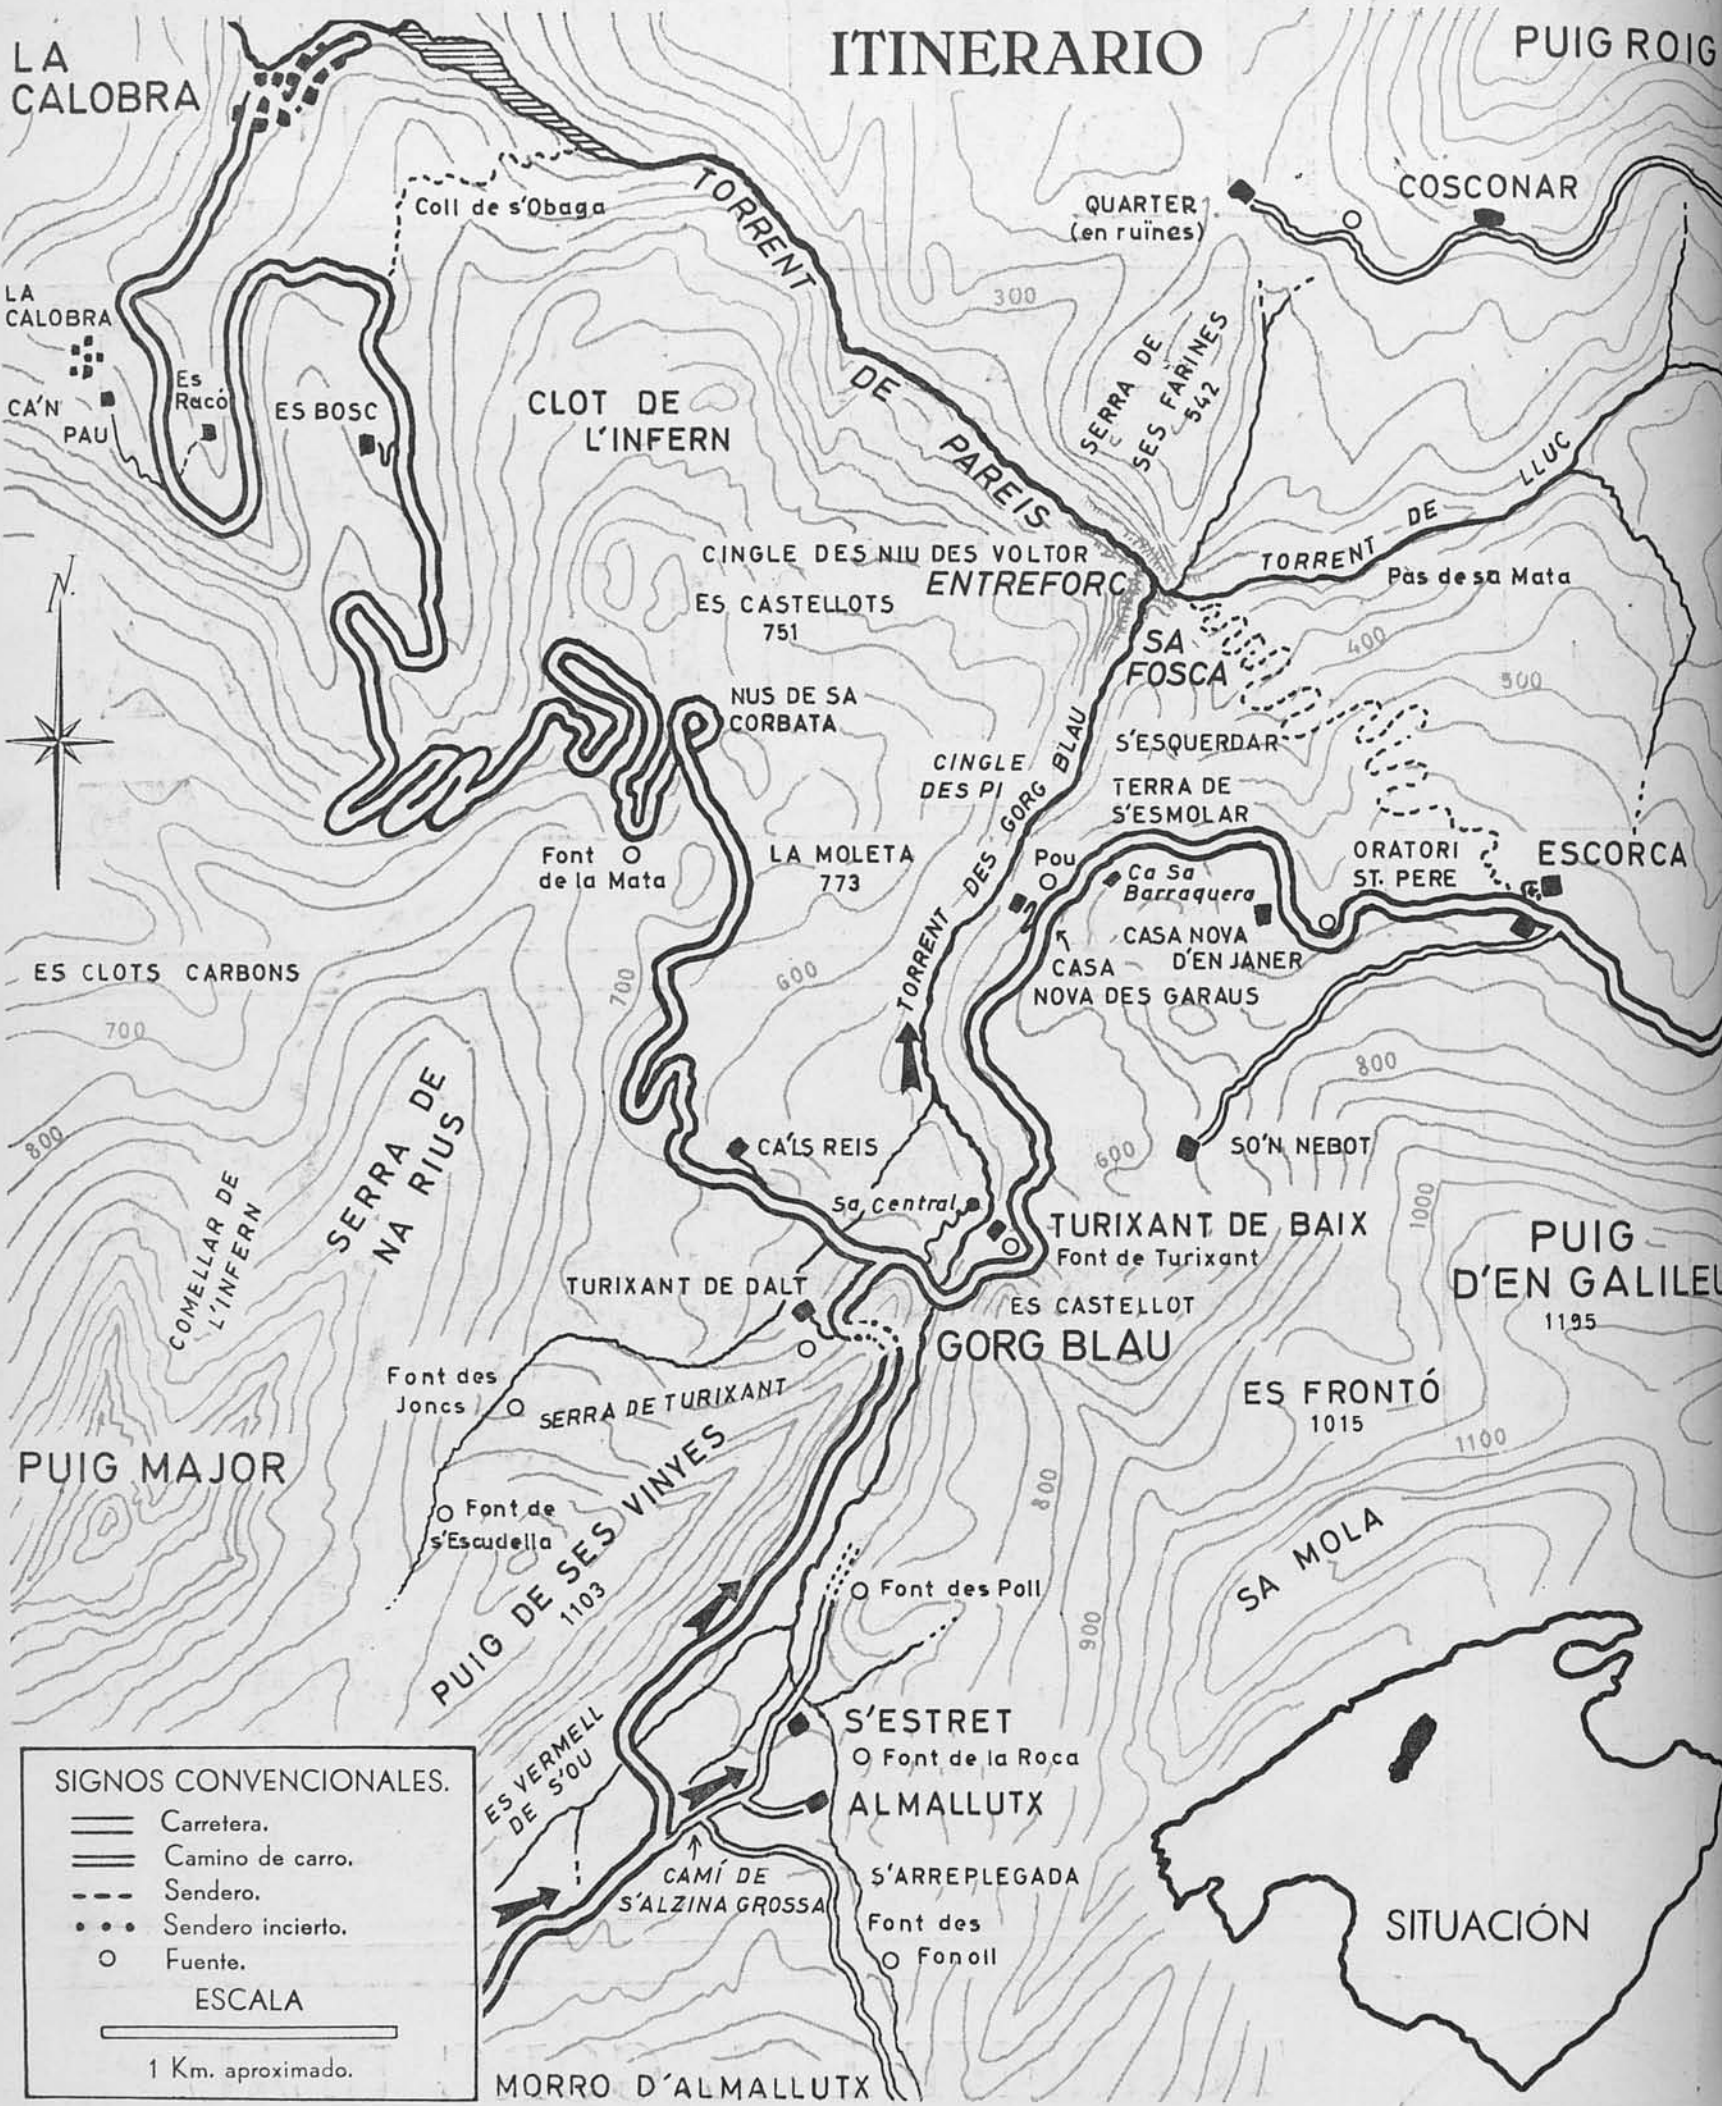 ITINERARIO
LA
CALOBRA
PUIG ROIG
Coll de s'Obaga
TORRENT
DE
PAREIS
QUARTER
(en ruïnes)
COSCONAR
300
LA
CALOBRA
CA'N
PAU
Es
Racó
ES BOSC
CLOT DE
L'INFERN
SERRA DE
SES FARINES
542
TORRENT DE LLUC
Pas de sa Mata
CINGLE DES NIU DES VOLTOR
ENTREFORC
ES CASTELLOTS
751
N.
SA
FOSCA
400
500
NUS DE SA
CORBATA
CINGLE
DES PI
S'ESQUERDAR
TERRA DE
S'ESMOLAR
TORRENT DES GORG BLAU
Font
de la Mata
LA MOLETA
773
Pou
Ca Sa
Barraquera
ORATORI
ST. PERE
ESCORCA
CASA NOVA
D'EN JANER
CASA
NOVA DES GARAUS
ES CLOTS CARBONS
700
700
600
800
800
SERRA DE
NA RIUS
COMELLAR DE
L'INFERN
CA'LS REIS
600
SO'N NEBOT
Sa Central
TURIXANT DE BAIX
Font de Turixant
1000
PUIG
D'EN GALILEU
1195
TURIXANT DE DALT
ES CASTELLOT
GORG BLAU
Font des
Joncs
SERRA DE TURIXANT
ES FRONTÓ
1015
1100
PUIG MAJOR
Font de
s'Escudella
PUIG DE SES VINYES
1103
800
SA MOLA
Font des Poll
900
ES VERMELL
DE S'OU
S'ESTRET
Font de la Roca
ALMALLUTX
CAMÍ DE
S'ALZINA GROSSA
S'ARREPLEGADA
Font des
Fonoll
MORRO D'ALMALLUTX
SITUACIÓN
SIGNOS CONVENCIONALES.
Carretera.
Camino de carro.
Sendero.
Sendero incierto.
Fuente.
ESCALA
1 Km. aproximado.